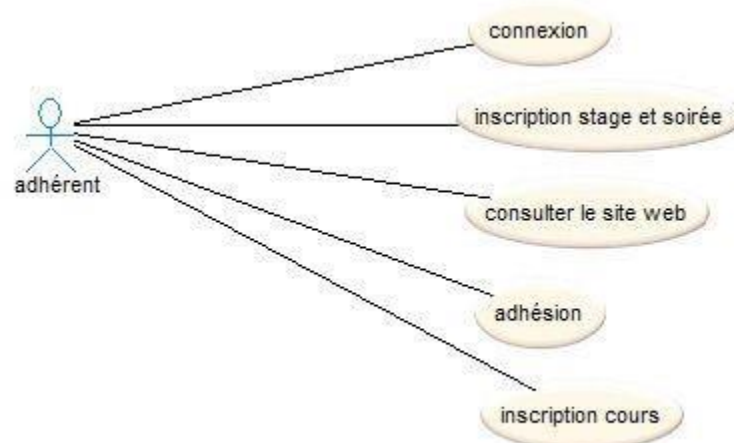 connexion
inscription stage et soirée
adhérent
consulter le site web
adhésion
inscription cours